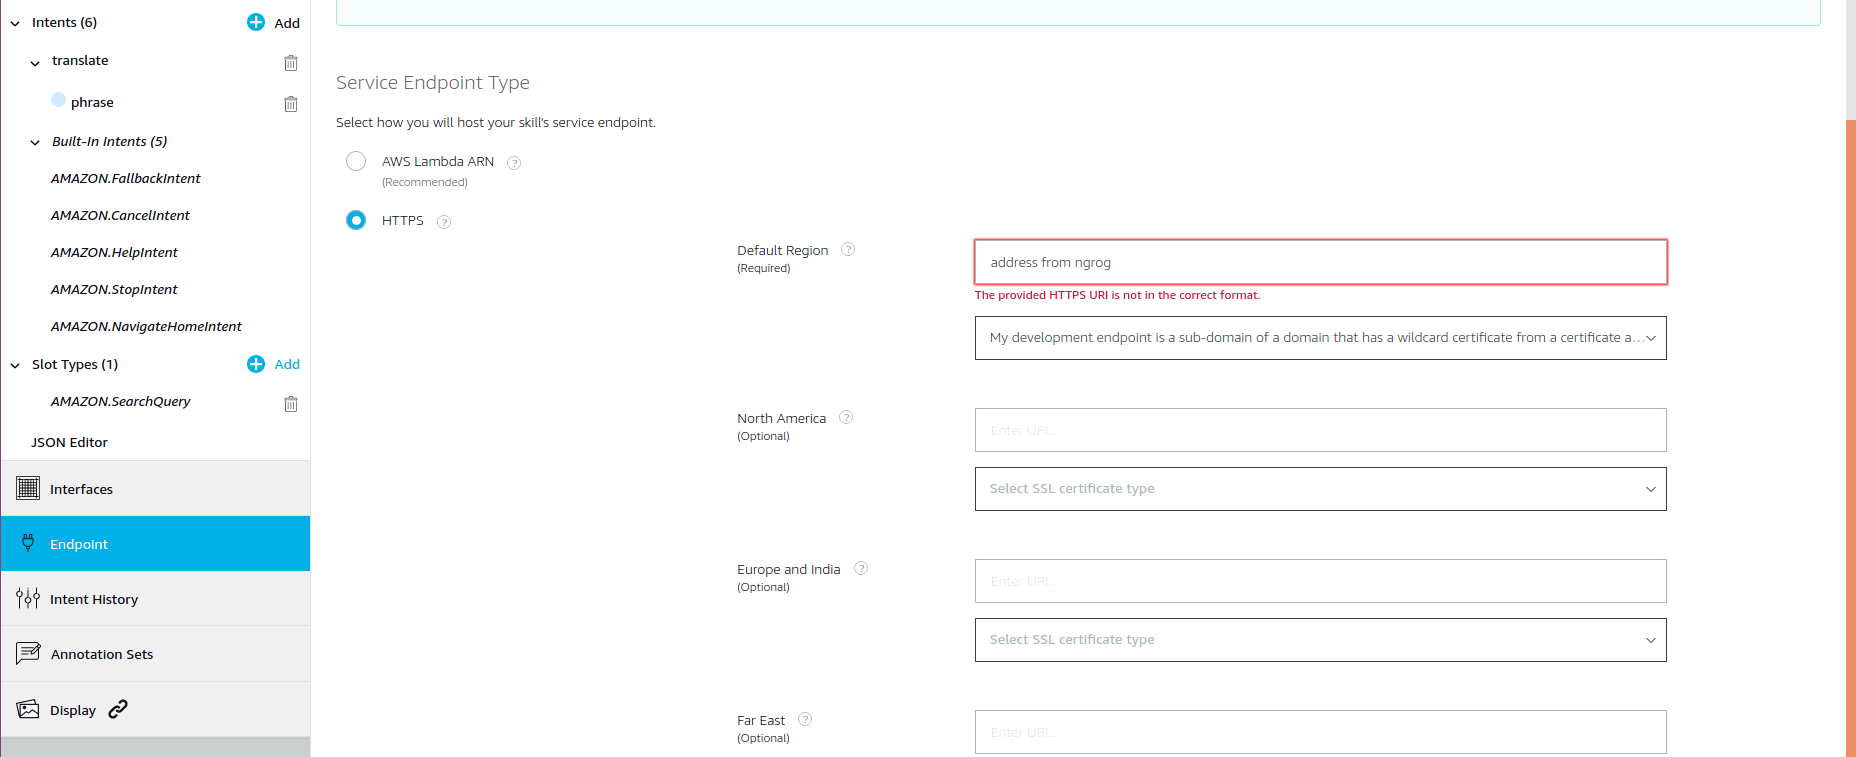 Intents (6)
Add
translate
phrase
Built-In Intents (5)
AMAZON.FallbackIntent
AMAZON.CancelIntent
AMAZON.HelpIntent
AMAZON.StopIntent
AMAZON.NavigateHomeIntent
Slot Types (1)
Add
AMAZON.SearchQuery
JSON Editor
Interfaces
Endpoint
Intent History
Annotation Sets
Display
Service Endpoint Type
Select how you will host your skill's service endpoint.
AWS Lambda ARN ?
(Recommended)
HTTPS ?
Default Region ?
(Required)
address from ngrog
The provided HTTPS URI is not in the correct format.
My development endpoint is a sub-domain of a domain that has a wildcard certificate from a certificate a...
North America ?
(Optional)
Enter URI...
Select SSL certificate type
Europe and India ?
(Optional)
Enter URI...
Select SSL certificate type
Far East ?
(Optional)
Enter URI...